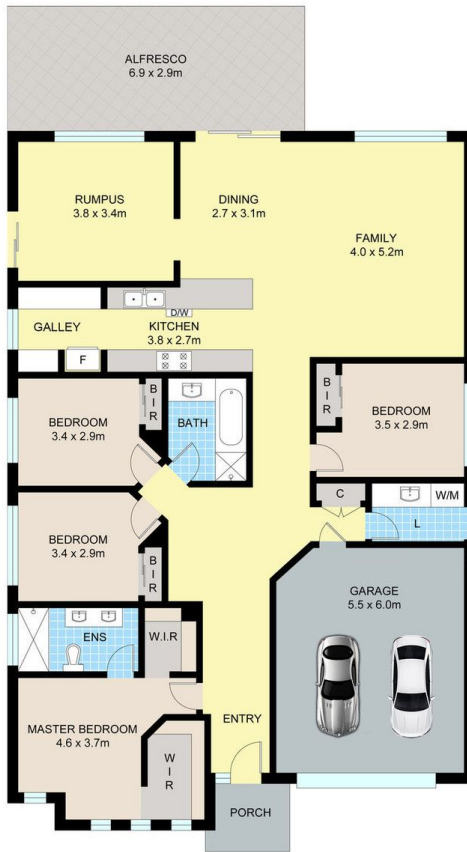 ALFRESCO
6.9 x 2.9m
RUMPUS
3.8 x 3.4m
DINING
2.7 x 3.1m
FAMILY
4.0 x 5.2m
D/W
GALLEY
KITCHEN
3.8 x 2.7m
F
BEDROOM
3.4 x 2.9m
B
I
R
BATH
B
I
R
BEDROOM
3.5 x 2.9m
C
W/M
L
BEDROOM
3.4 x 2.9m
B
I
R
GARAGE
5.5 x 6.0m
ENS
W.I.R
MASTER BEDROOM
4.6 x 3.7m
W
I
R
ENTRY
PORCH